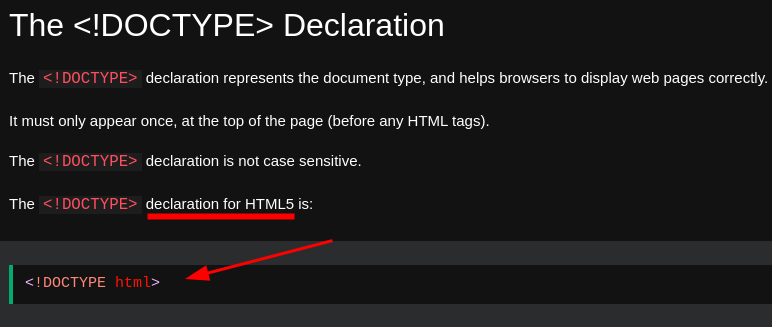 The <!DOCTYPE> Declaration
The <!DOCTYPE> declaration represents the document type, and helps browsers to display web pages correctly.
It must only appear once, at the top of the page (before any HTML tags).
The <!DOCTYPE> declaration is not case sensitive.
The <!DOCTYPE> declaration for HTML5 is:
<!DOCTYPE html>